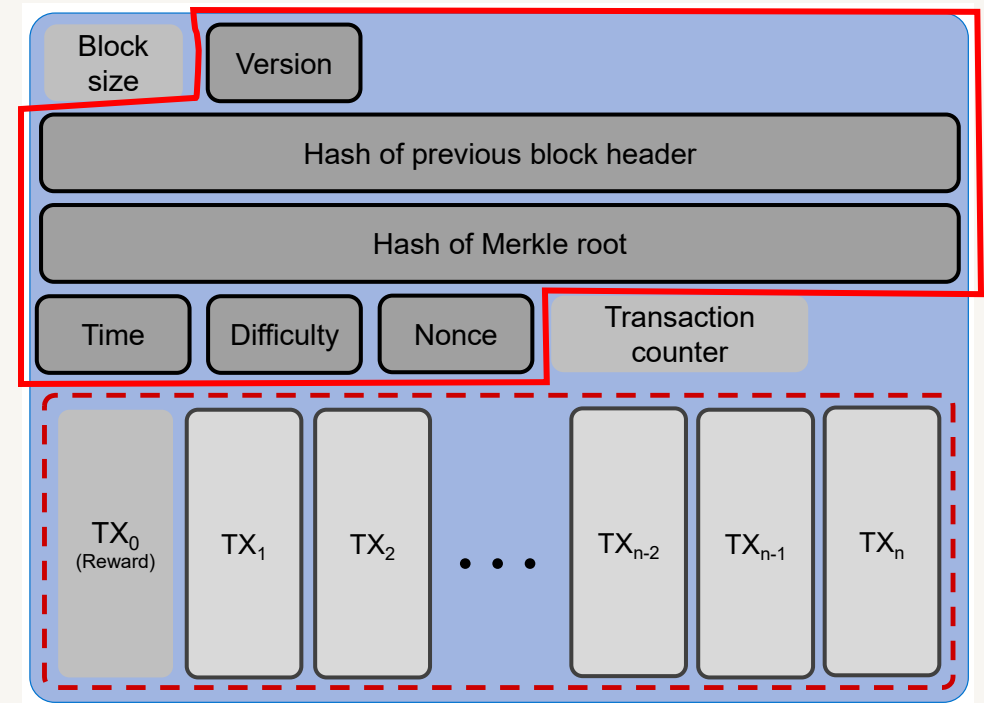 Block
size
Version
Hash of previous block header
Hash of Merkle root
Time
Difficulty
Nonce
Transaction
counter
TX0
(Reward)
TX1
TX2
. . .
TXn-2
TXn-1
TXn